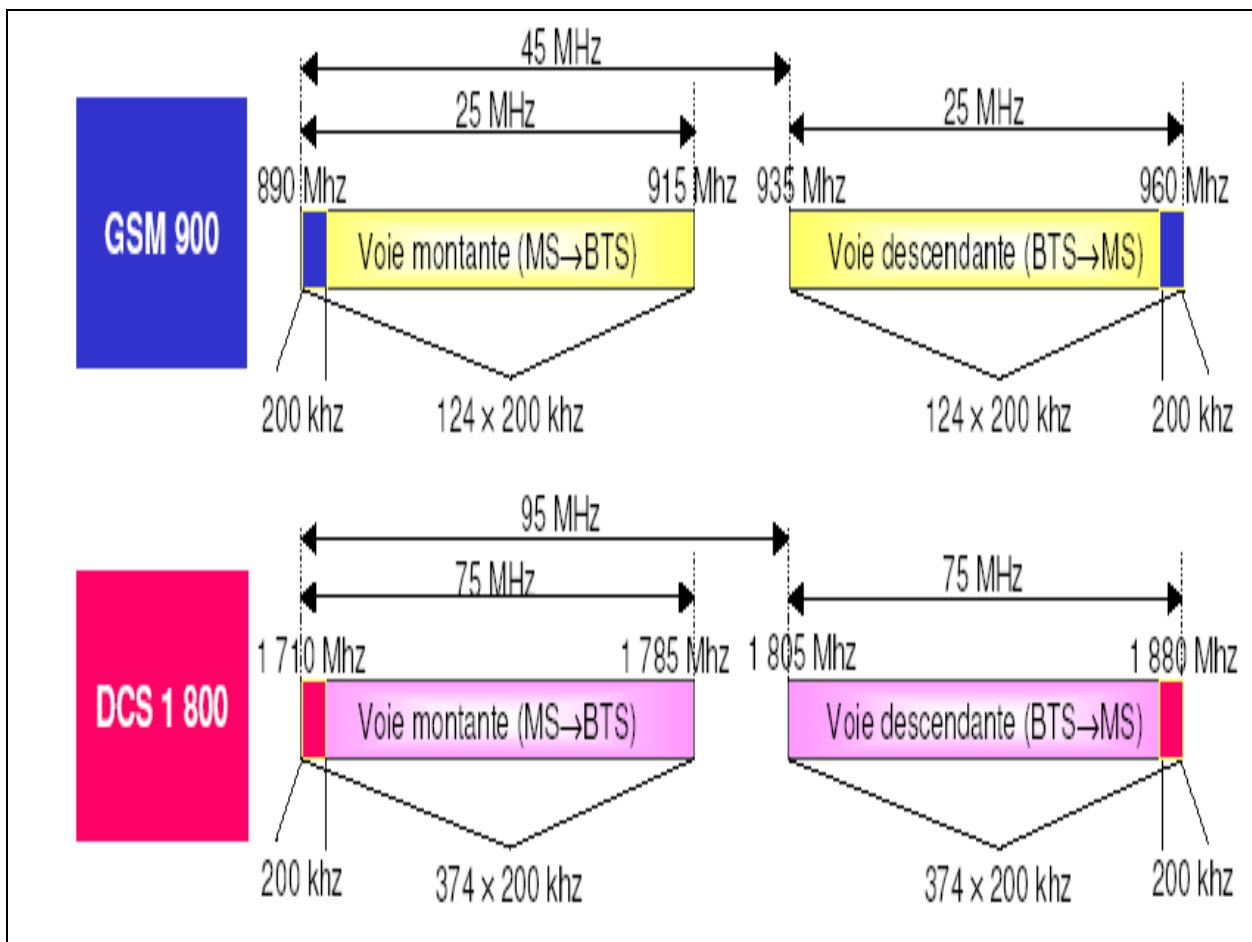 45 MHz
25 MHz 25 MHz
890 Mhz 915 Mhz 935 Mhz 960 Mhz
GSM 900
Voie montante (MS→BTS) Voie descendante (BTS→MS)
200 khz 124 x 200 khz 124 x 200 khz 200 khz
95 MHz
75 MHz 75 MHz
1 710 Mhz 1 785 Mhz 1 805 Mhz 1 880 Mhz
DCS 1 800
Voie montante (MS→BTS) Voie descendante (BTS→MS)
200 khz 374 x 200 khz 374 x 200 khz 200 khz